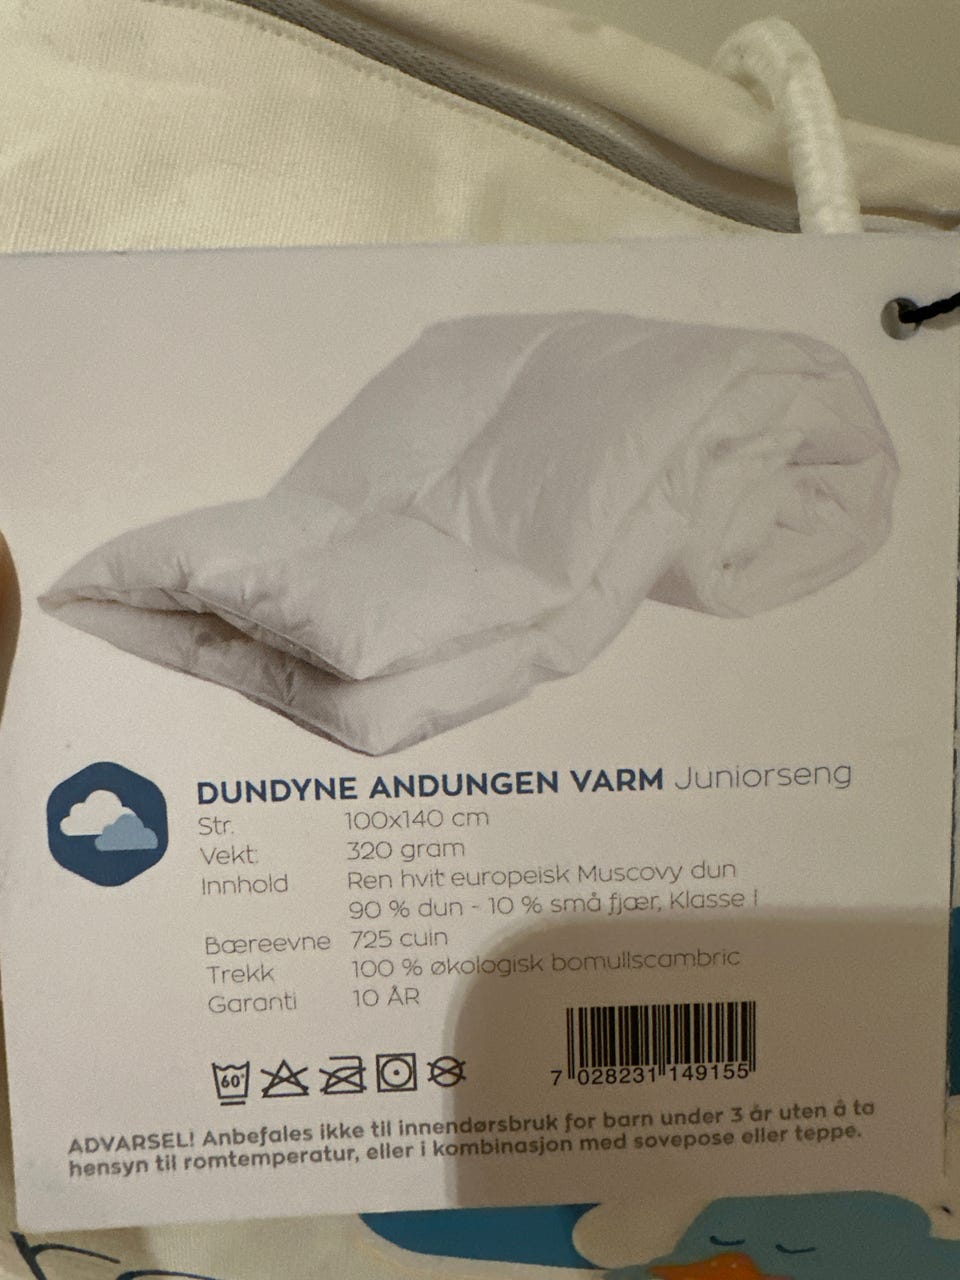 DUNDYNE ANDUNGEN VARM Juniorseng
Str. 100x140 cm
Vekt: 320 gram
Innhold Ren hvit europeisk Muscovy dun
90 % dun - 10 % små fjær, Klasse I
Bæreevne 725 cuin
Trekk 100 % økologisk bomullscambric
Garanti 10 ÅR
60°
7 028231 149155
ADVARSEL! Anbefales ikke til innendørsbruk for barn under 3 år uten å ta
hensyn til romtemperatur, eller i kombinasjon med sovepose eller teppe.